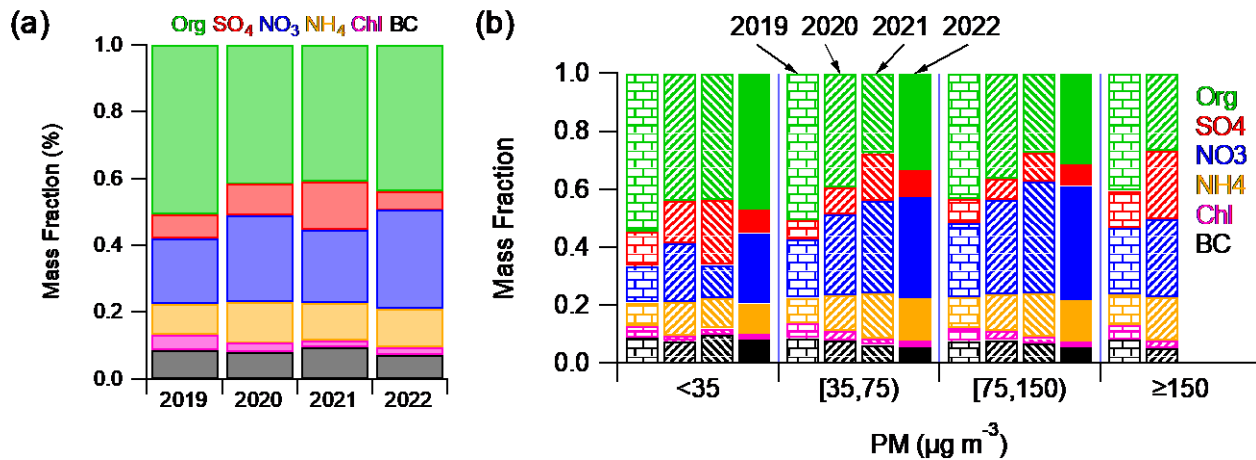 (a)
Org SO4 NO3 NH4 Chl BC
Mass Fraction (%)
1.0
0.8
0.6
0.4
0.2
0.0
2019 2020 2021 2022
(b)
2019 2020 2021 2022
Mass Fraction
1.0
0.8
0.6
0.4
0.2
0.0
<35 [35,75) [75,150) ≥150
PM (µg m⁻³)
Org
SO4
NO3
NH4
Chl
BC